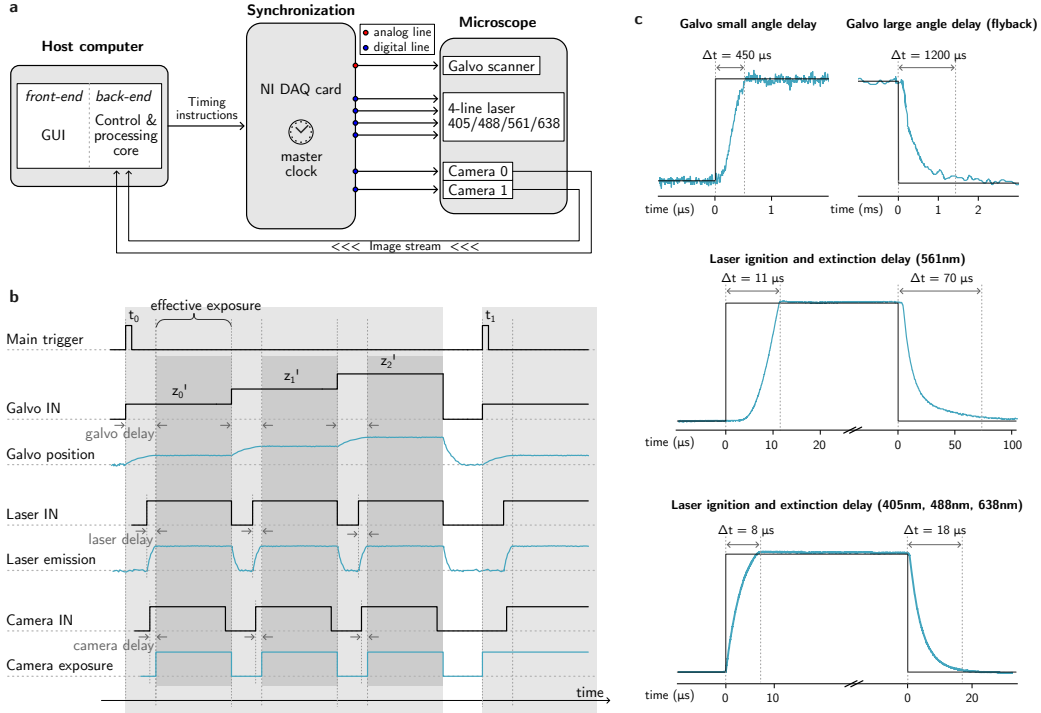 a
Host computer
Synchronization
Microscope
analog line
digital line
front-end
back-end
GUI
Control &
processing
core
Timing
instructions
NI DAQ card
master
clock
Galvo scanner
4-line laser
405/488/561/638
Camera 0
Camera 1
<<< Image stream <<<
b
effective exposure
t0
t1
Main trigger
z0'
z1'
z2'
Galvo IN
galvo delay
Galvo position
Laser IN
laser delay
Laser emission
Camera IN
camera delay
Camera exposure
time
c
Galvo small angle delay
Δt = 450 µs
time (µs)
0
1
Galvo large angle delay (flyback)
Δt = 1200 µs
time (ms)
0
1
2
Laser ignition and extinction delay (561nm)
Δt = 11 µs
Δt = 70 µs
time (µs)
0
10
20
0
50
100
Laser ignition and extinction delay (405nm, 488nm, 638nm)
Δt = 8 µs
Δt = 18 µs
time (µs)
0
10
0
20